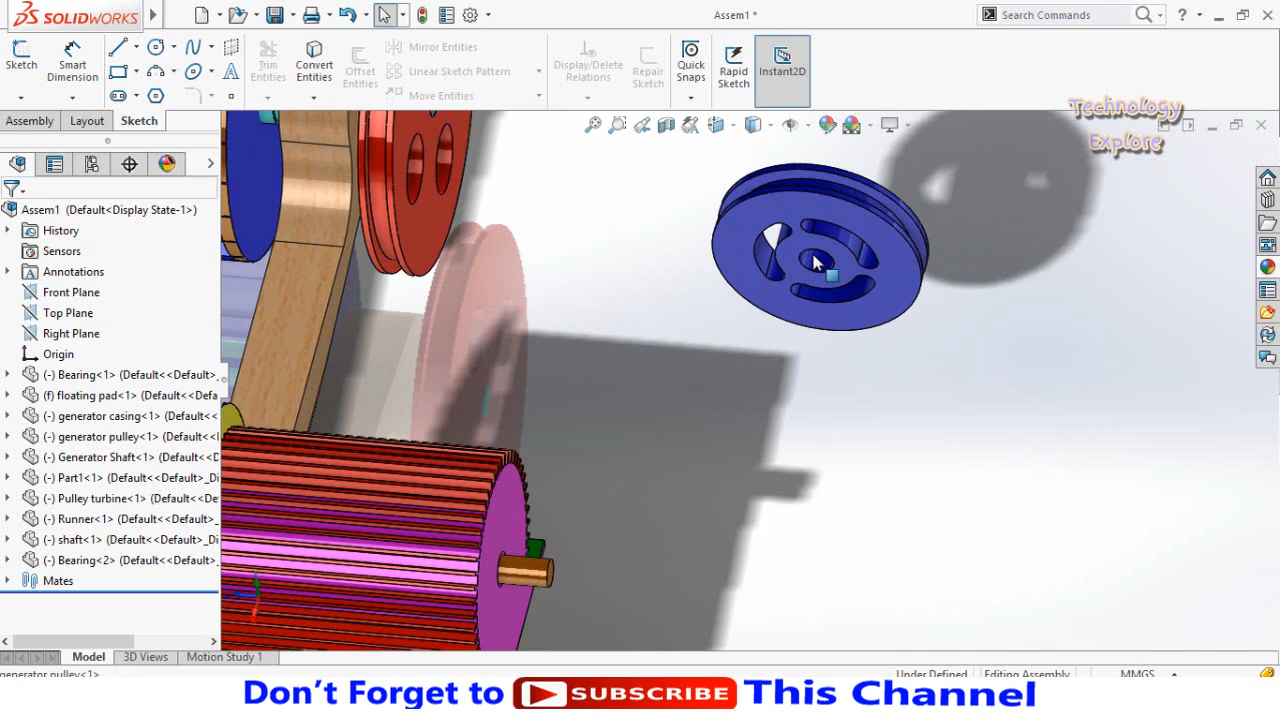 SOLIDWORKS
Assem1 *
Search Commands
?
Sketch
Smart Dimension
Trim Entities
Convert Entities
Offset Entities
Mirror Entities
Linear Sketch Pattern
Move Entities
Display/Delete Relations
Repair Sketch
Quick Snaps
Rapid Sketch
Instant2D
Assembly Layout Sketch
Technology
Explore
Assem1 (Default<Display State-1>)
History
Sensors
Annotations
Front Plane
Top Plane
Right Plane
Origin
(-) Bearing<1> (Default<<Default>_
(f) floating pad<1> (Defa
(-) generator casing<1> (Default<
(-) generator pulley<1> (Default<
(-) Generator Shaft<1> (Default<
(-) Part1<1> (Default<<Default>_Di
(-) Pulley turbine<1> (Default<<De
(-) Runner<1> (Default<<Default>_
(-) shaft<1> (Default<<Default>_Di
(-) Bearing<2> (Default<<Default>_
Mates
Model 3D Views Motion Study 1
generator pulley<1>
Under Defined Editing Assembly MMGS
Don't Forget to SUBSCRIBE This Channel